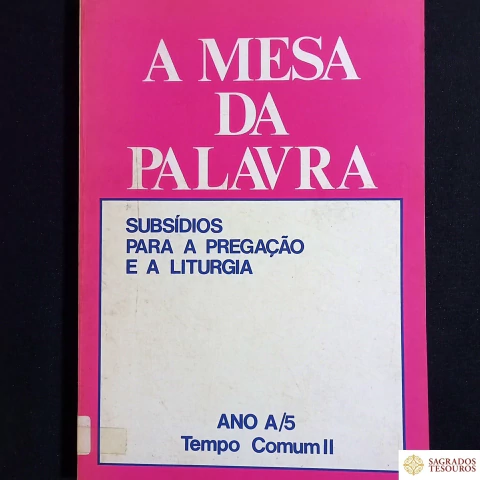 A MESA
DA
PALAVRA
SUBSÍDIOS
PARA A PREGAÇÃO
E A LITURGIA
ANO A/5
Tempo Comum II
SAGRADOS
TESOUROS